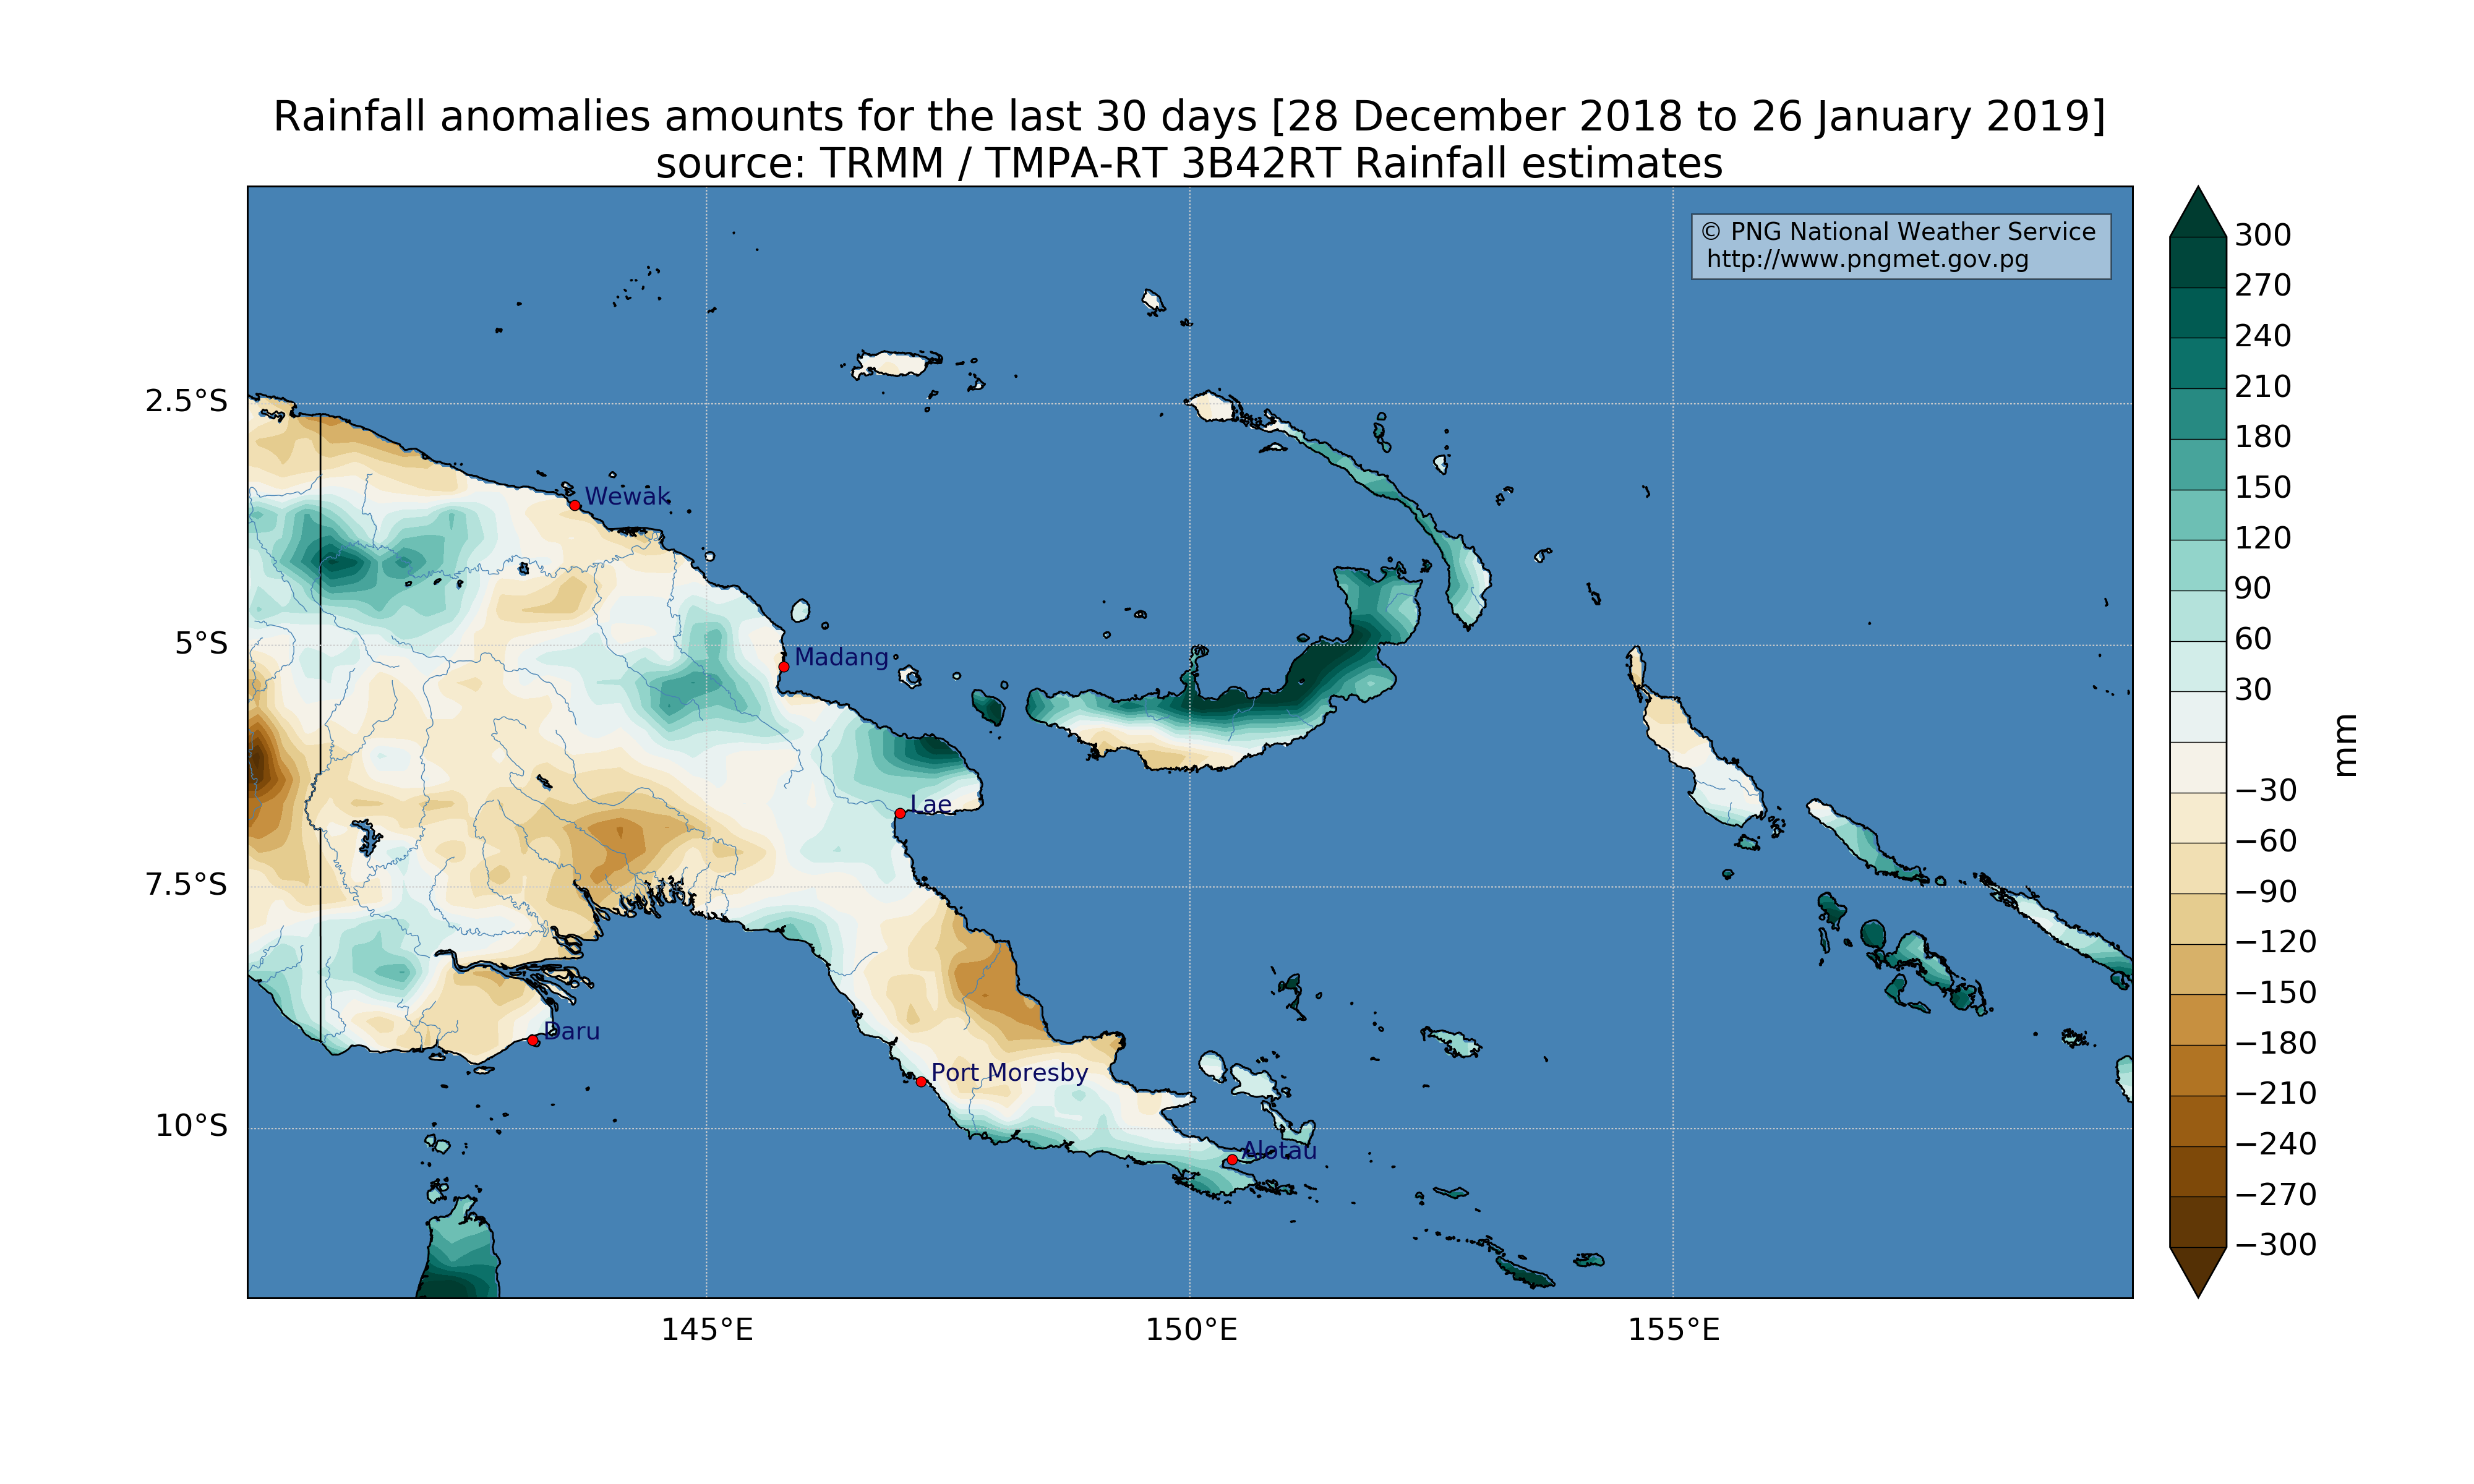 Rainfall anomalies amounts for the last 30 days [28 December 2018 to 26 January 2019]
source: TRMM / TMPA-RT 3B42RT Rainfall estimates
© PNG National Weather Service
http://www.pngmet.gov.pg
2.5°S
5°S
7.5°S
10°S
145°E
150°E
155°E
Wewak
Madang
Lae
Daru
Port Moresby
Alotau
300
270
240
210
180
150
120
90
60
30
−30
−60
−90
−120
−150
−180
−210
−240
−270
−300
mm